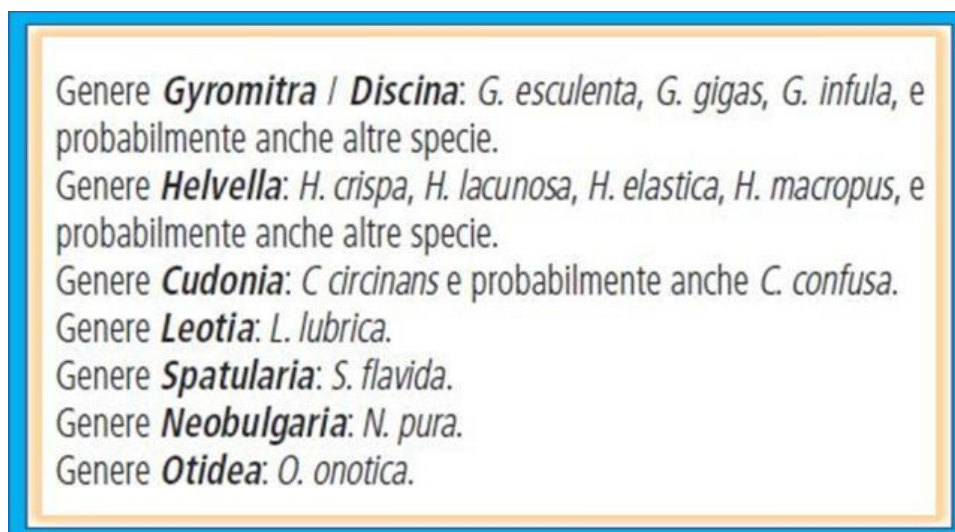 Genere Gyromitra / Discina: G. esculenta, G. gigas, G. infula, e
probabilmente anche altre specie.
Genere Helvella: H. crispa, H. lacunosa, H. elastica, H. macropus, e
probabilmente anche altre specie.
Genere Cudonia: C circinans e probabilmente anche C. confusa.
Genere Leotia: L. lubrica.
Genere Spatularia: S. flavida.
Genere Neobulgaria: N. pura.
Genere Otidea: O. onotica.